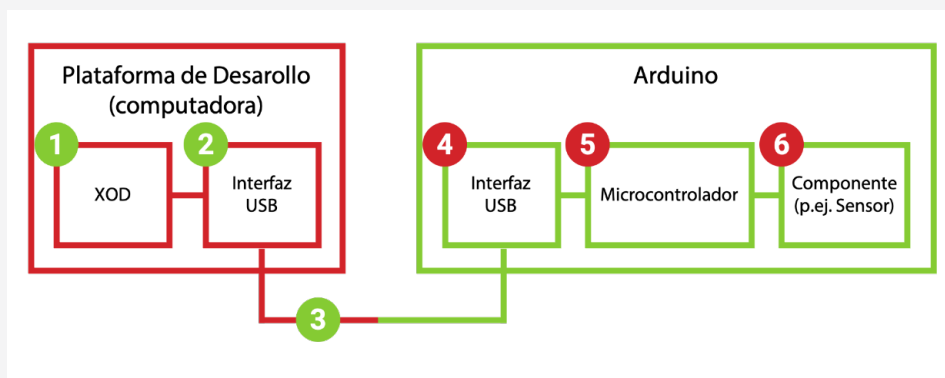 Plataforma de Desarollo
(computadora)
Arduino
1
XOD
2
Interfaz
USB
3
4
Interfaz
USB
5
Microcontrolador
6
Componente
(p.ej. Sensor)